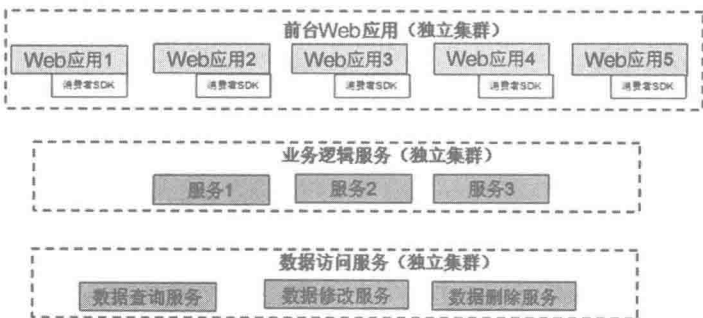 前台Web应用（独立集群）
Web应用1 Web应用2 Web应用3 Web应用4 Web应用5
消费者SDK 消费者SDK 消费者SDK 消费者SDK 消费者SDK
业务逻辑服务（独立集群）
服务1 服务2 服务3
数据访问服务（独立集群）
数据查询服务 数据修改服务 数据删除服务